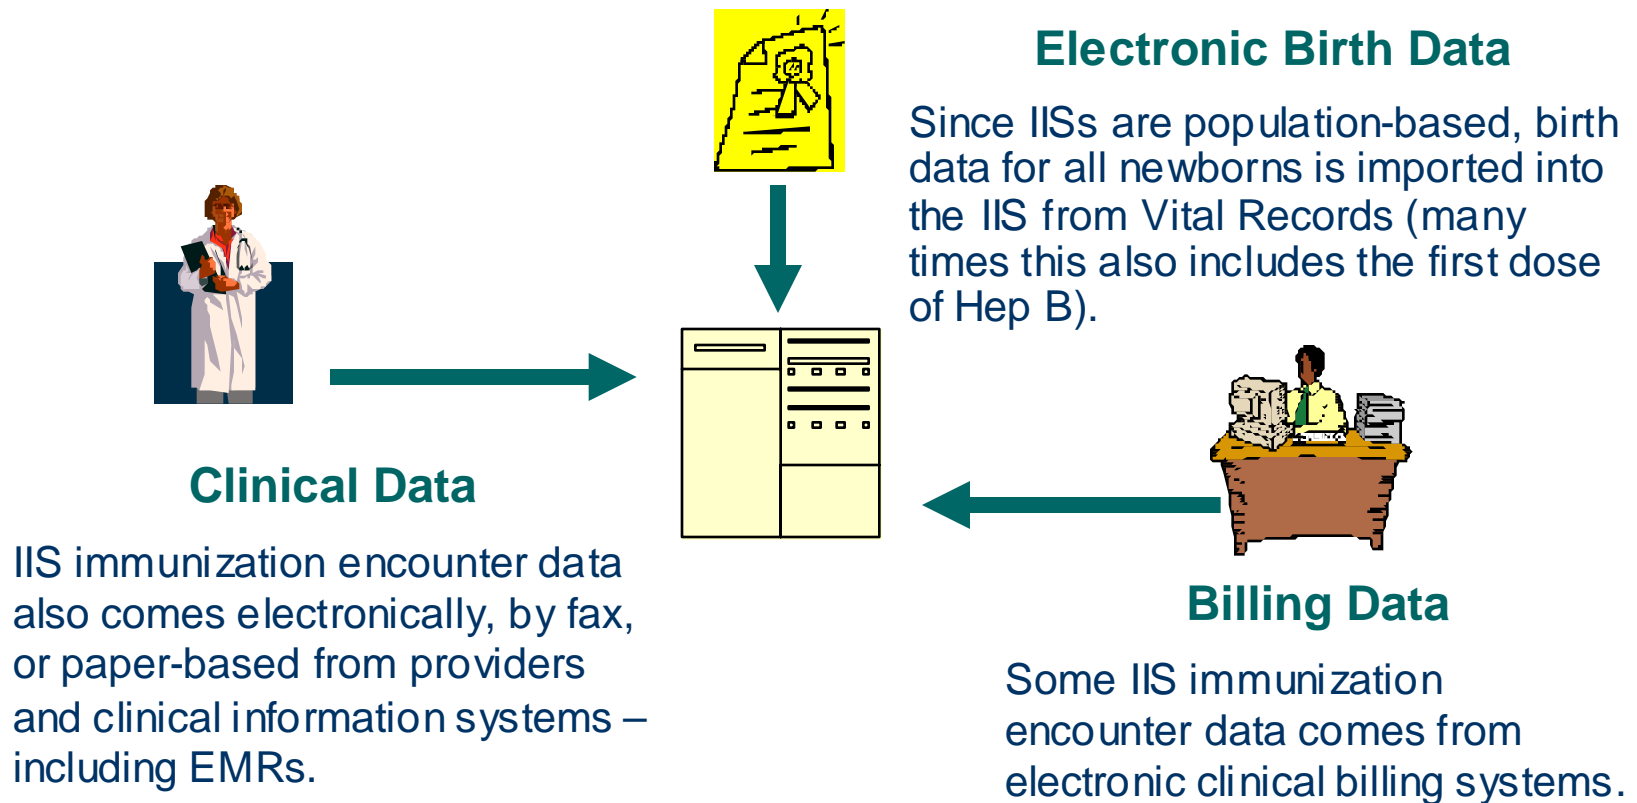 Electronic Birth Data
Since IISs are population-based, birth
data for all newborns is imported into
the IIS from Vital Records (many
times this also includes the first dose
of Hep B).
Clinical Data
IIS immunization encounter data
also comes electronically, by fax,
or paper-based from providers
and clinical information systems –
including EMRs.
Billing Data
Some IIS immunization
encounter data comes from
electronic clinical billing systems.